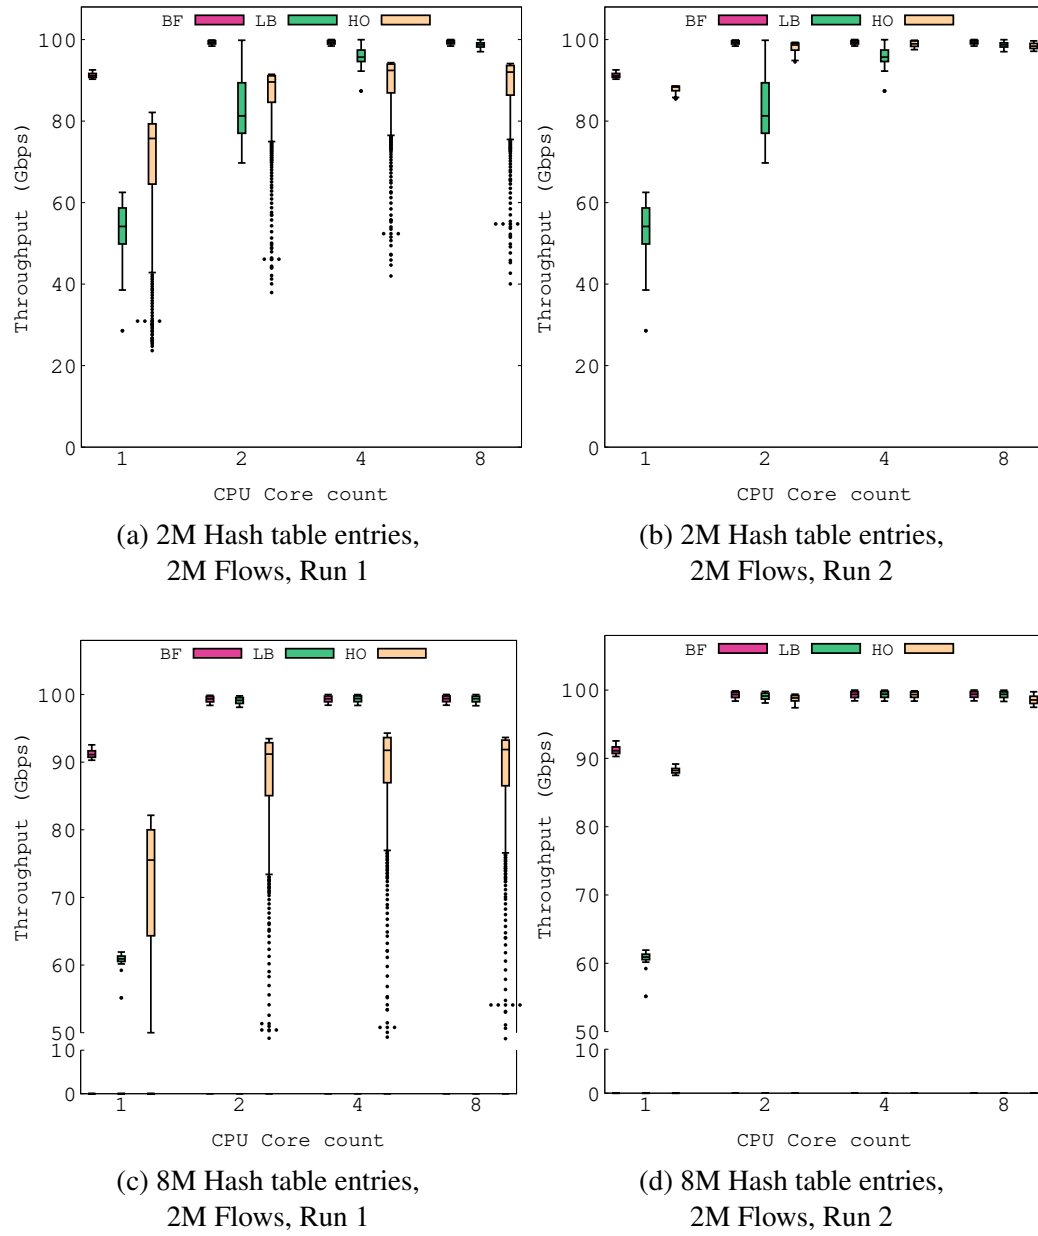 BF LB HO
100
80
60
40
20
0
Throughput (Gbps)
1 2 4 8
CPU Core count
(a) 2M Hash table entries,
2M Flows, Run 1
BF LB HO
100
80
60
40
20
0
Throughput (Gbps)
1 2 4 8
CPU Core count
(b) 2M Hash table entries,
2M Flows, Run 2
BF LB HO
100
90
80
70
60
50
10
0
Throughput (Gbps)
1 2 4 8
CPU Core count
(c) 8M Hash table entries,
2M Flows, Run 1
BF LB HO
100
90
80
70
60
50
10
0
Throughput (Gbps)
1 2 4 8
CPU Core count
(d) 8M Hash table entries,
2M Flows, Run 2